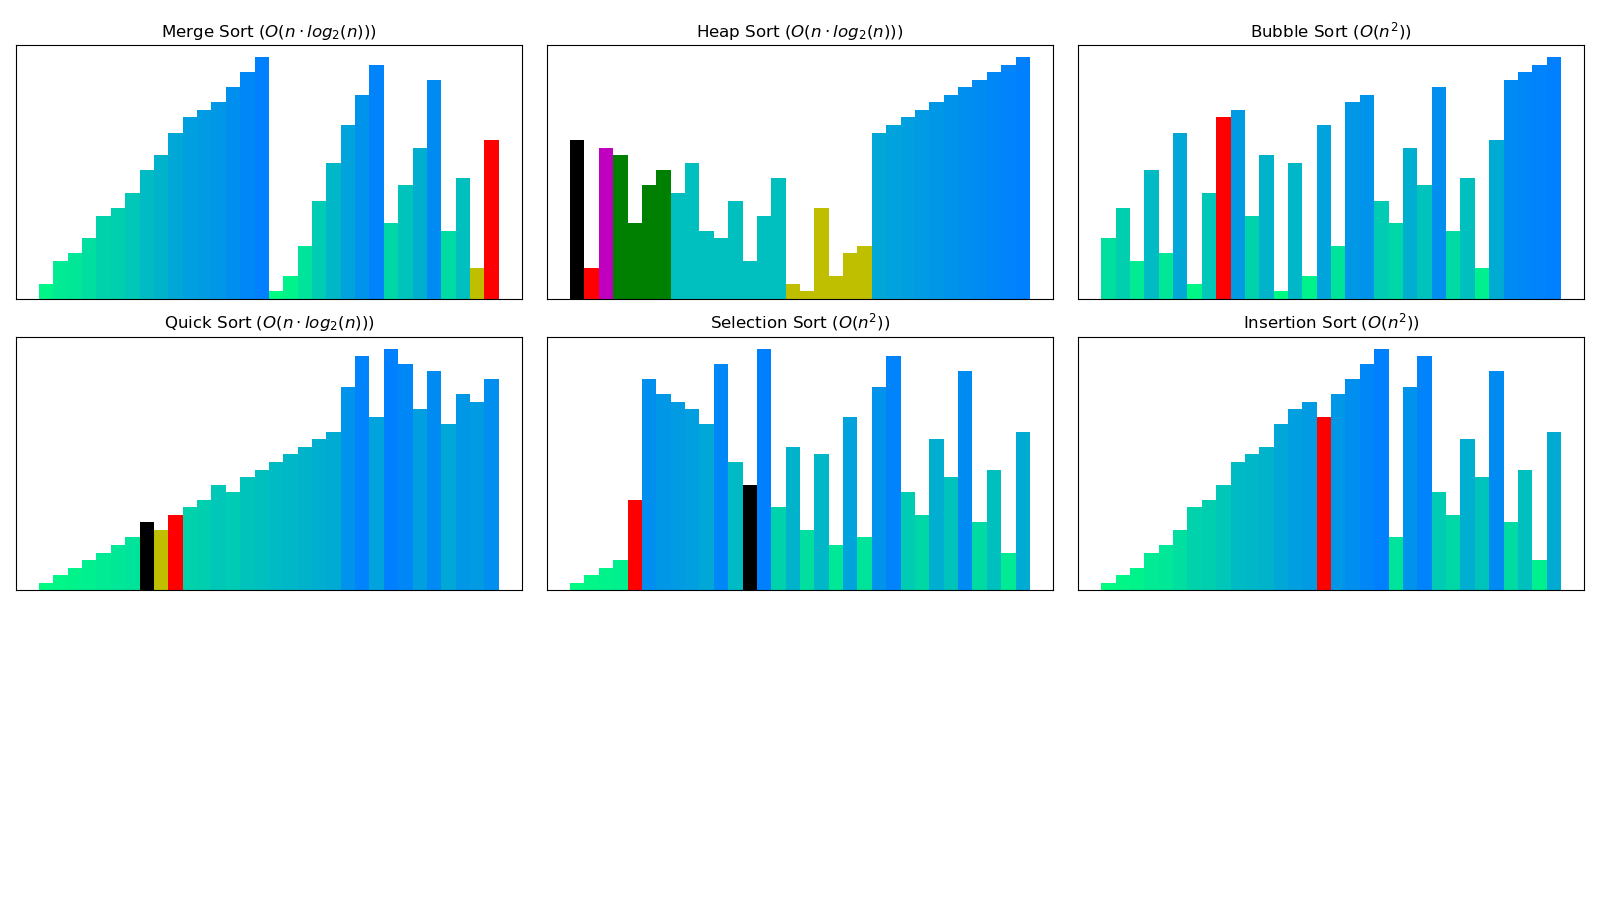 Merge Sort (O(n · log₂(n)))
Heap Sort (O(n · log₂(n)))
Bubble Sort (O(n²))
Quick Sort (O(n · log₂(n)))
Selection Sort (O(n²))
Insertion Sort (O(n²))